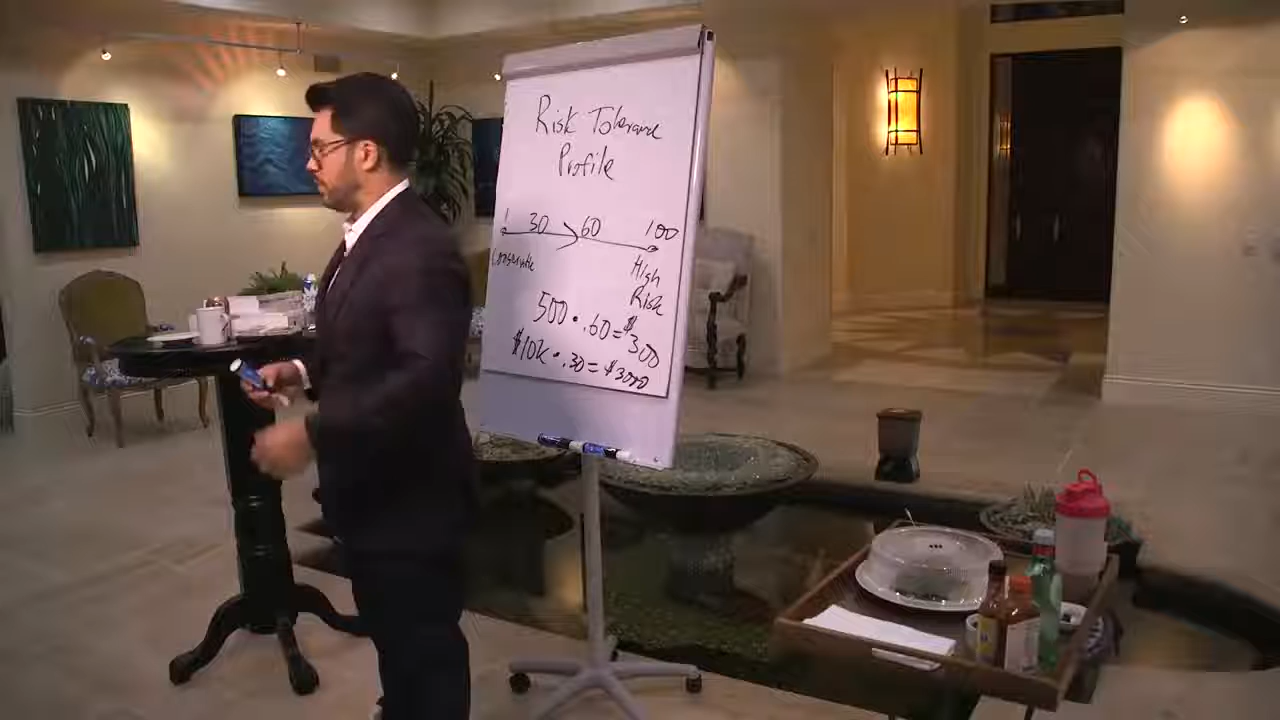 Risk Tolerance
Profile
1 30 > 60 100
Conservative
High
Risk
500 • .60 = $300
$10K • .30 = $3000